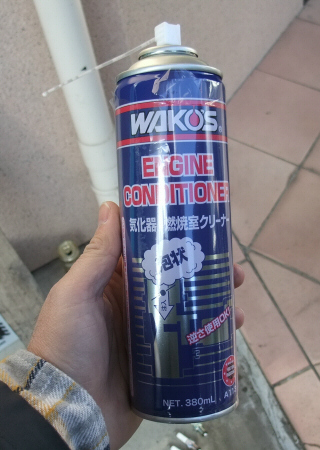 WAKO'S
ENGINE
CONDITIONER
気化器・燃焼室クリーナー
泡状
逆さ使用OK!
NET. 380mL